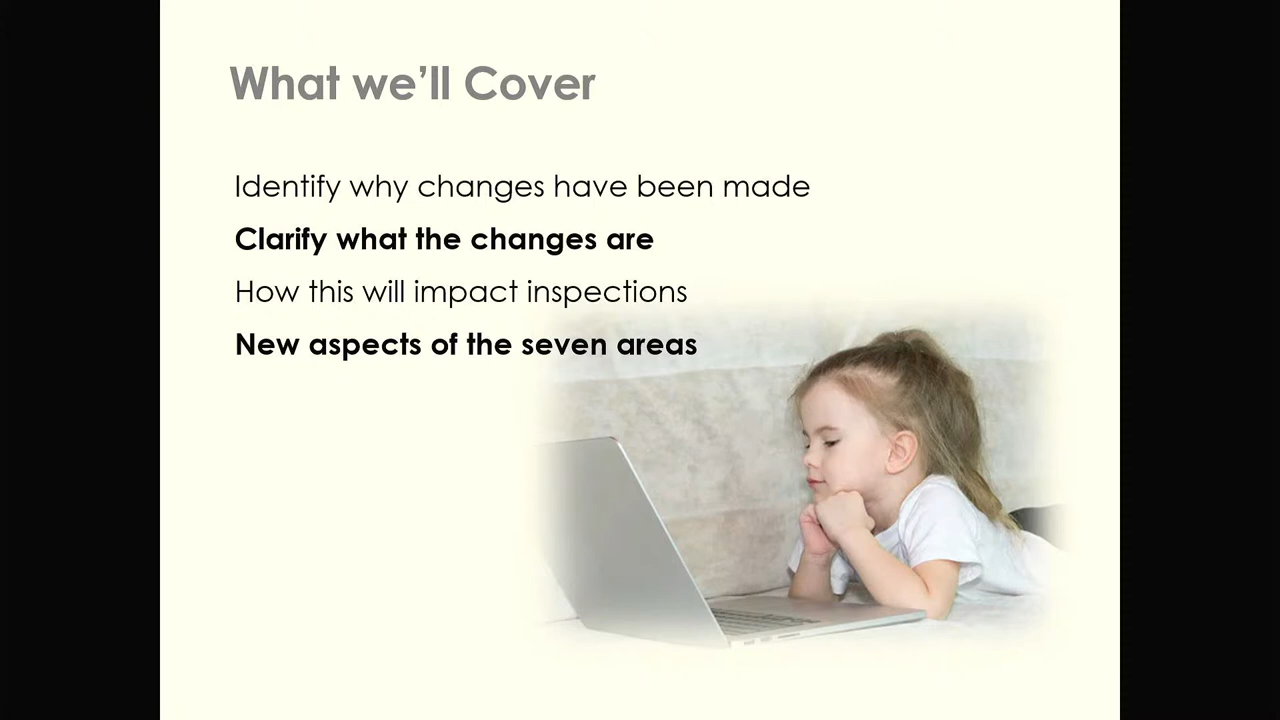 What we’ll Cover
Identify why changes have been made
Clarify what the changes are
How this will impact inspections
New aspects of the seven areas